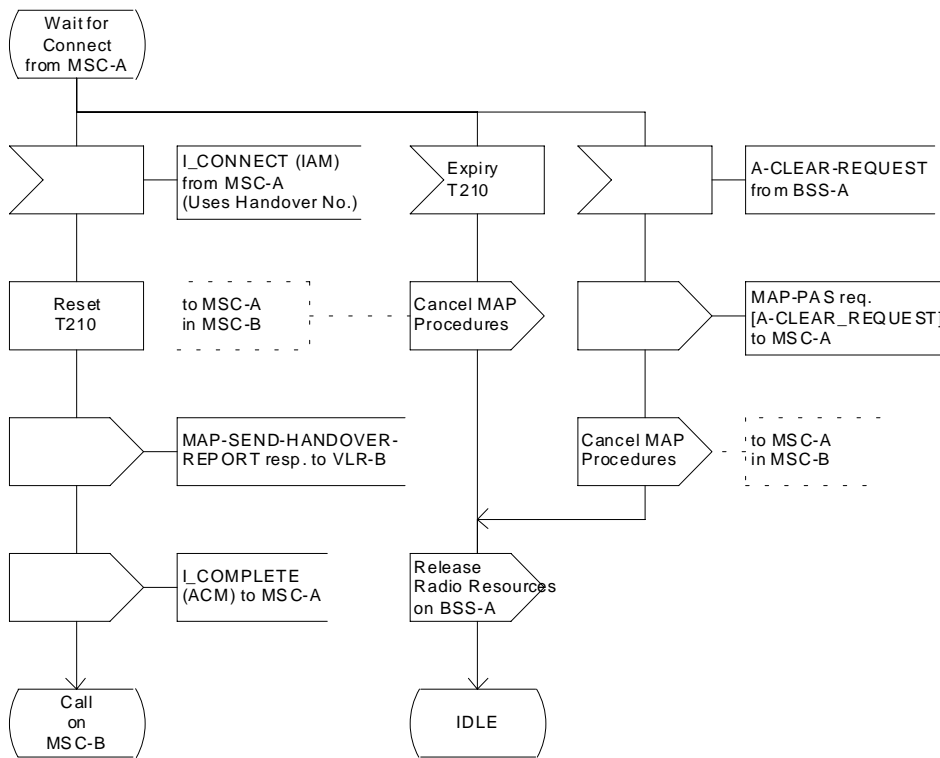 Wait for
Connect
from MSC-A
I_CONNECT (IAM)
from MSC-A
(Uses Handover No.)
Expiry
T210
A-CLEAR-REQUEST
from BSS-A
Reset
T210
to MSC-A
in MSC-B
Cancel MAP
Procedures
MAP-PAS req.
[A-CLEAR_REQUEST]
to MSC-A
MAP-SEND-HANDOVER-
REPORT resp. to VLR-B
Cancel MAP
Procedures
to MSC-A
in MSC-B
I_COMPLETE
(ACM) to MSC-A
Release
Radio Resources
on BSS-A
Call
on
MSC-B
IDLE